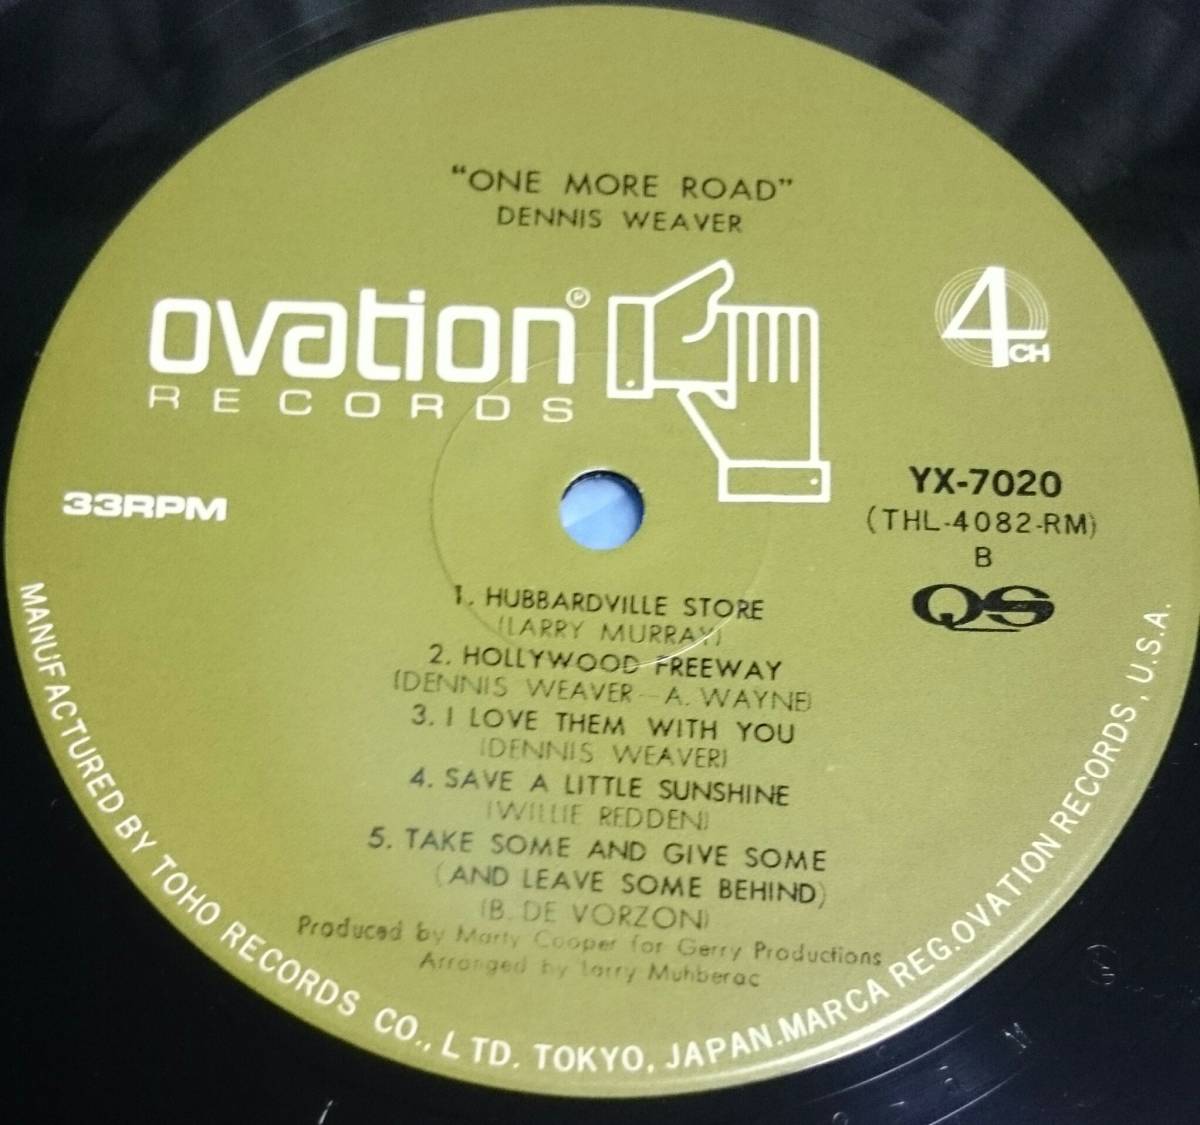 "ONE MORE ROAD"
DENNIS WEAVER
ovation®
RECORDS
4CH
33RPM
YX-7020
(THL-4082-RM)
B
QS
1. HUBBARDVILLE STORE
(LARRY MURRAY)
2. HOLLYWOOD FREEWAY
(DENNIS WEAVER—A. WAYNE)
3. I LOVE THEM WITH YOU
(DENNIS WEAVER)
4. SAVE A LITTLE SUNSHINE
(WILLIE REDDEN)
5. TAKE SOME AND GIVE SOME
(AND LEAVE SOME BEHIND)
(B. DE VORZON)
Produced by Marty Cooper for Gerry Productions
Arranged by Larry Muhberac
MANUFACTURED BY TOHO RECORDS CO., LTD. TOKYO, JAPAN. MARCA REG. OVATION RECORDS, U.S.A.